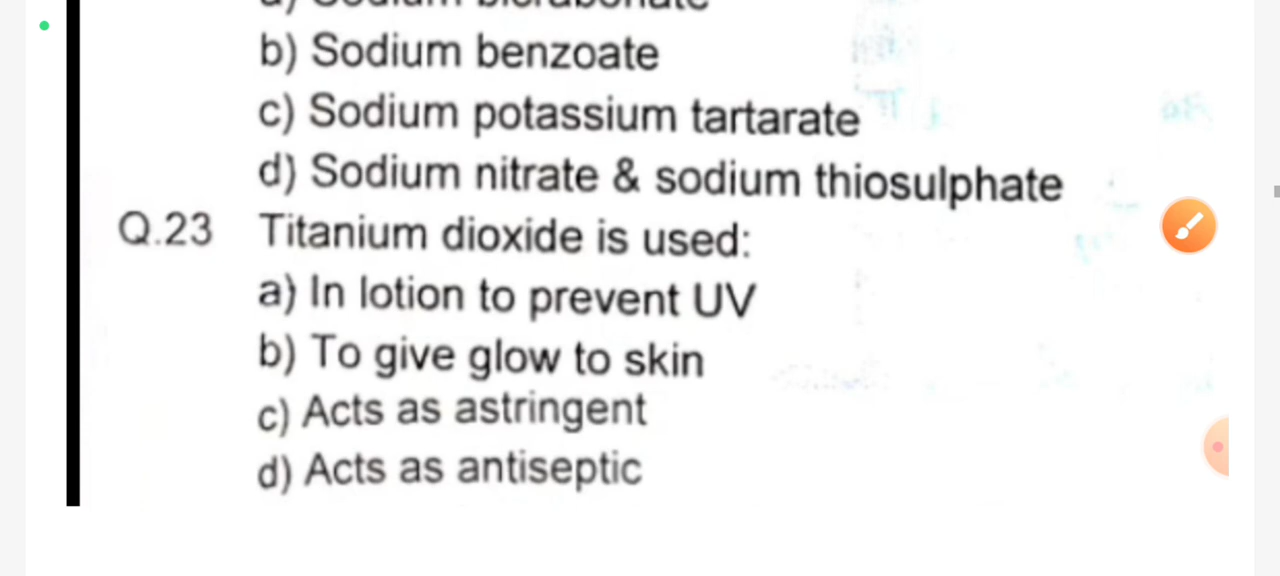 b) Sodium benzoate
c) Sodium potassium tartarate
d) Sodium nitrate & sodium thiosulphate
Q.23 Titanium dioxide is used:
a) In lotion to prevent UV
b) To give glow to skin
c) Acts as astringent
d) Acts as antiseptic